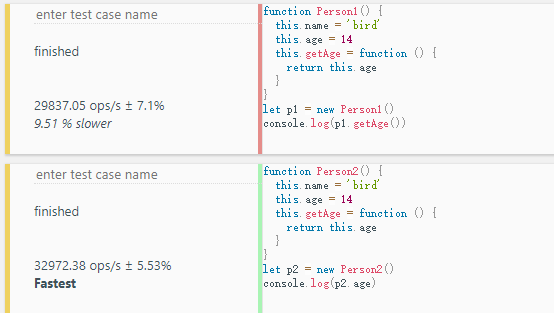 enter test case name
finished
29837.05 ops/s ± 7.1%
9.51 % slower
function Person1() {
  this.name = 'bird'
  this.age = 14
  this.getAge = function () {
    return this.age
  }
}
let p1 = new Person1()
console.log(p1.getAge())
enter test case name
finished
32972.38 ops/s ± 5.53%
Fastest
function Person2() {
  this.name = 'bird'
  this.age = 14
  this.getAge = function () {
    return this.age
  }
}
let p2 = new Person2()
console.log(p2.age)